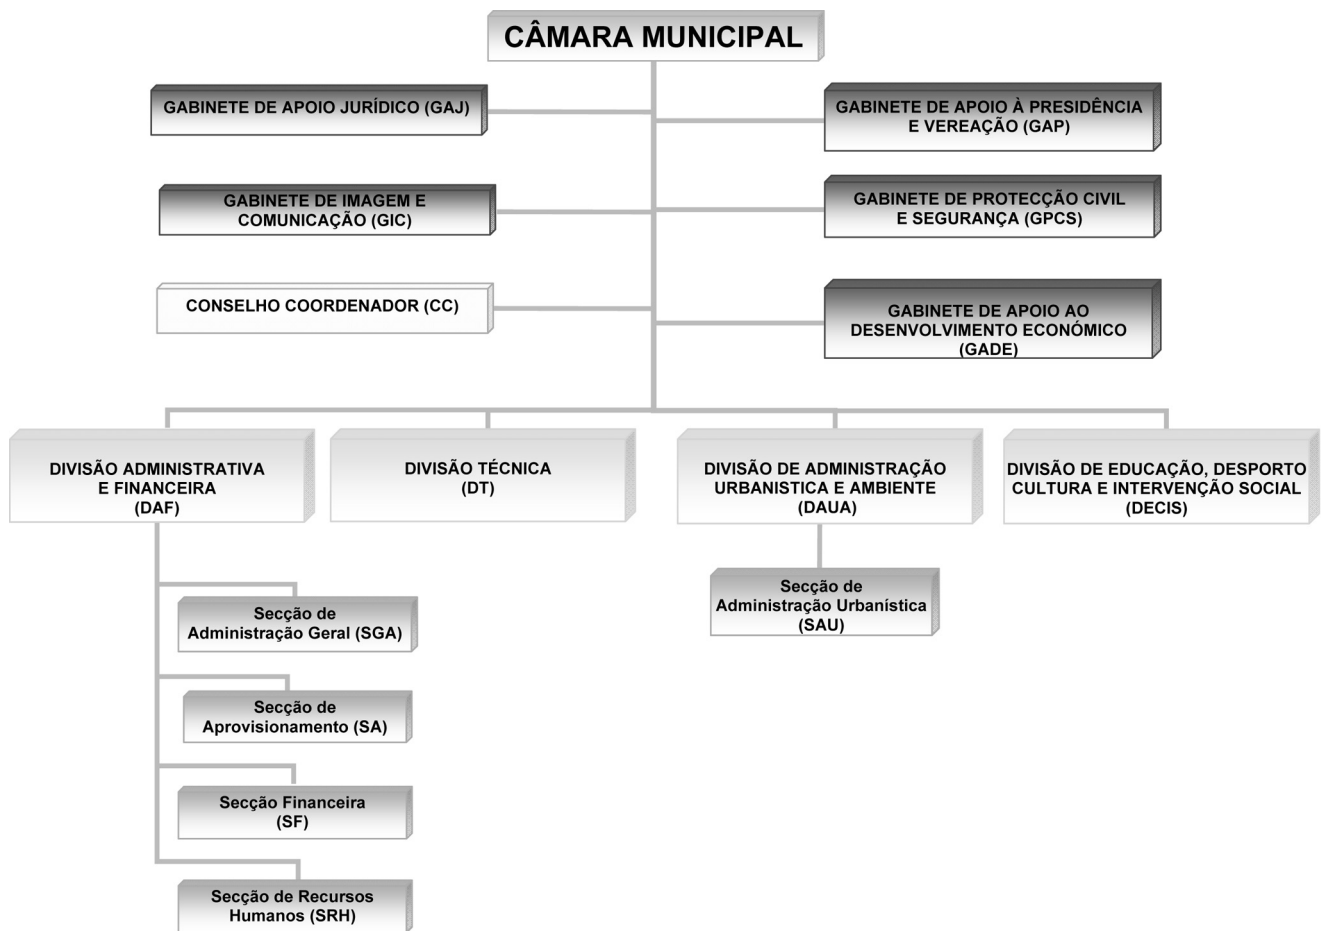 CÂMARA MUNICIPAL
GABINETE DE APOIO JURÍDICO (GAJ)
GABINETE DE APOIO À PRESIDÊNCIA
E VEREAÇÃO (GAP)
GABINETE DE IMAGEM E
COMUNICAÇÃO (GIC)
GABINETE DE PROTECÇÃO CIVIL
E SEGURANÇA (GPCS)
CONSELHO COORDENADOR (CC)
GABINETE DE APOIO AO
DESENVOLVIMENTO ECONÓMICO
(GADE)
DIVISÃO ADMINISTRATIVA
E FINANCEIRA
(DAF)
DIVISÃO TÉCNICA
(DT)
DIVISÃO DE ADMINISTRAÇÃO
URBANISTICA E AMBIENTE
(DAUA)
DIVISÃO DE EDUCAÇÃO, DESPORTO
CULTURA E INTERVENÇÃO SOCIAL
(DECIS)
Secção de
Administração Geral (SGA)
Secção de
Aprovisionamento (SA)
Secção Financeira
(SF)
Secção de Recursos
Humanos (SRH)
Secção de
Administração Urbanística
(SAU)